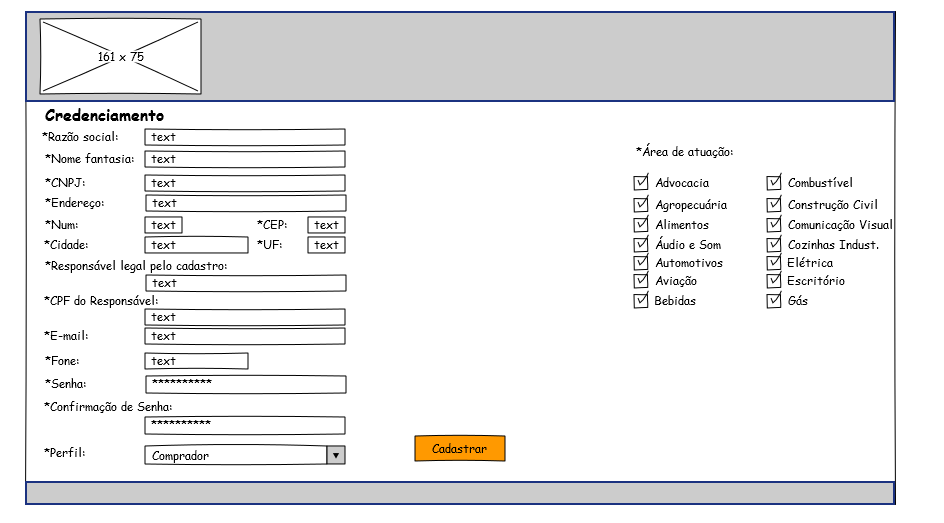 161 x 75
Credenciamento
*Razão social: text
*Nome fantasia: text
*CNPJ: text
*Endereço: text
*Num: text *CEP: text
*Cidade: text *UF: text
*Responsável legal pelo cadastro:
text
*CPF do Responsável:
text
*E-mail: text
*Fone: text
*Senha: **********
*Confirmação de Senha:
**********
*Perfil: Comprador
Cadastrar
*Área de atuação:
Advocacia Combustível
Agropecuária Construção Civil
Alimentos Comunicação Visual
Áudio e Som Cozinhas Indust.
Automotivos Elétrica
Aviação Escritório
Bebidas Gás